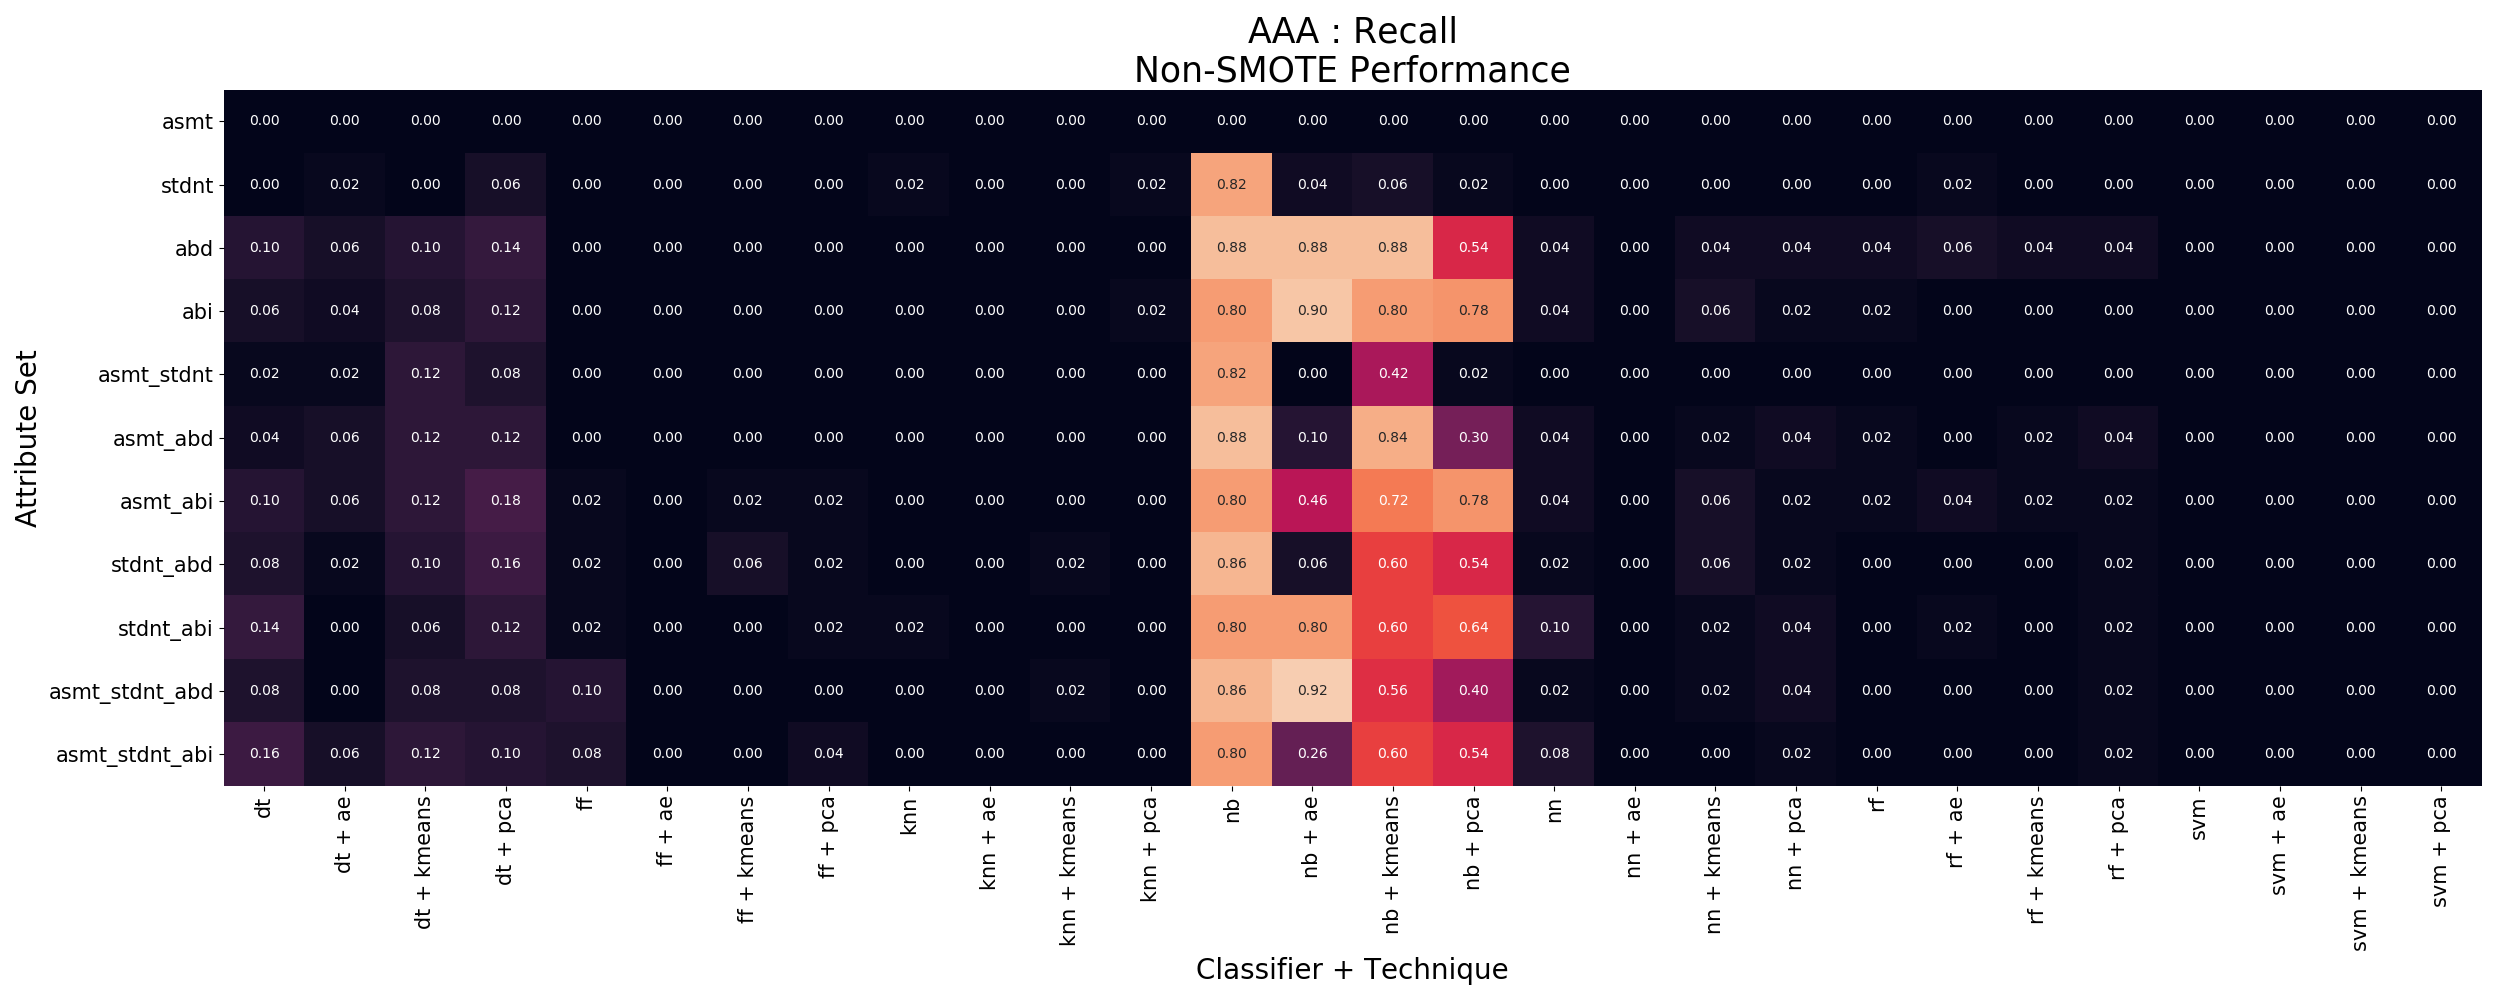 AAA : Recall
Non-SMOTE Performance
Attribute Set
asmt 0.00 0.00 0.00 0.00 0.00 0.00 0.00 0.00 0.00 0.00 0.00 0.00 0.00 0.00 0.00 0.00 0.00 0.00 0.00 0.00 0.00 0.00 0.00 0.00 0.00 0.00 0.00 0.00
stdnt 0.00 0.02 0.00 0.06 0.00 0.00 0.00 0.00 0.02 0.00 0.00 0.02 0.82 0.04 0.06 0.02 0.00 0.00 0.00 0.00 0.00 0.02 0.00 0.00 0.00 0.00 0.00 0.00
abd 0.10 0.06 0.10 0.14 0.00 0.00 0.00 0.00 0.00 0.00 0.00 0.00 0.88 0.88 0.88 0.54 0.04 0.00 0.04 0.04 0.04 0.06 0.04 0.04 0.00 0.00 0.00 0.00
abi 0.06 0.04 0.08 0.12 0.00 0.00 0.00 0.00 0.00 0.00 0.00 0.02 0.80 0.90 0.80 0.78 0.04 0.00 0.06 0.02 0.02 0.00 0.00 0.00 0.00 0.00 0.00 0.00
asmt_stdnt 0.02 0.02 0.12 0.08 0.00 0.00 0.00 0.00 0.00 0.00 0.00 0.00 0.82 0.00 0.42 0.02 0.00 0.00 0.00 0.00 0.00 0.00 0.00 0.00 0.00 0.00 0.00 0.00
asmt_abd 0.04 0.06 0.12 0.12 0.00 0.00 0.00 0.00 0.00 0.00 0.00 0.00 0.88 0.10 0.84 0.30 0.04 0.00 0.02 0.04 0.02 0.00 0.02 0.04 0.00 0.00 0.00 0.00
asmt_abi 0.10 0.06 0.12 0.18 0.02 0.00 0.02 0.02 0.00 0.00 0.00 0.00 0.80 0.46 0.72 0.78 0.04 0.00 0.06 0.02 0.02 0.04 0.02 0.02 0.00 0.00 0.00 0.00
stdnt_abd 0.08 0.02 0.10 0.16 0.02 0.00 0.06 0.02 0.00 0.00 0.02 0.00 0.86 0.06 0.60 0.54 0.02 0.00 0.06 0.02 0.00 0.00 0.00 0.02 0.00 0.00 0.00 0.00
stdnt_abi 0.14 0.00 0.06 0.12 0.02 0.00 0.00 0.02 0.02 0.00 0.00 0.00 0.80 0.80 0.60 0.64 0.10 0.00 0.02 0.04 0.00 0.02 0.00 0.02 0.00 0.00 0.00 0.00
asmt_stdnt_abd 0.08 0.00 0.08 0.08 0.10 0.00 0.00 0.00 0.00 0.00 0.02 0.00 0.86 0.92 0.56 0.40 0.02 0.00 0.02 0.04 0.00 0.00 0.00 0.02 0.00 0.00 0.00 0.00
asmt_stdnt_abi 0.16 0.06 0.12 0.10 0.08 0.00 0.00 0.04 0.00 0.00 0.00 0.00 0.80 0.26 0.60 0.54 0.08 0.00 0.00 0.02 0.00 0.00 0.00 0.02 0.00 0.00 0.00 0.00
dt
dt + ae
dt + kmeans
dt + pca
ff
ff + ae
ff + kmeans
ff + pca
knn
knn + ae
knn + kmeans
knn + pca
nb
nb + ae
nb + kmeans
nb + pca
nn
nn + ae
nn + kmeans
nn + pca
rf
rf + ae
rf + kmeans
rf + pca
svm
svm + ae
svm + kmeans
svm + pca
Classifier + Technique